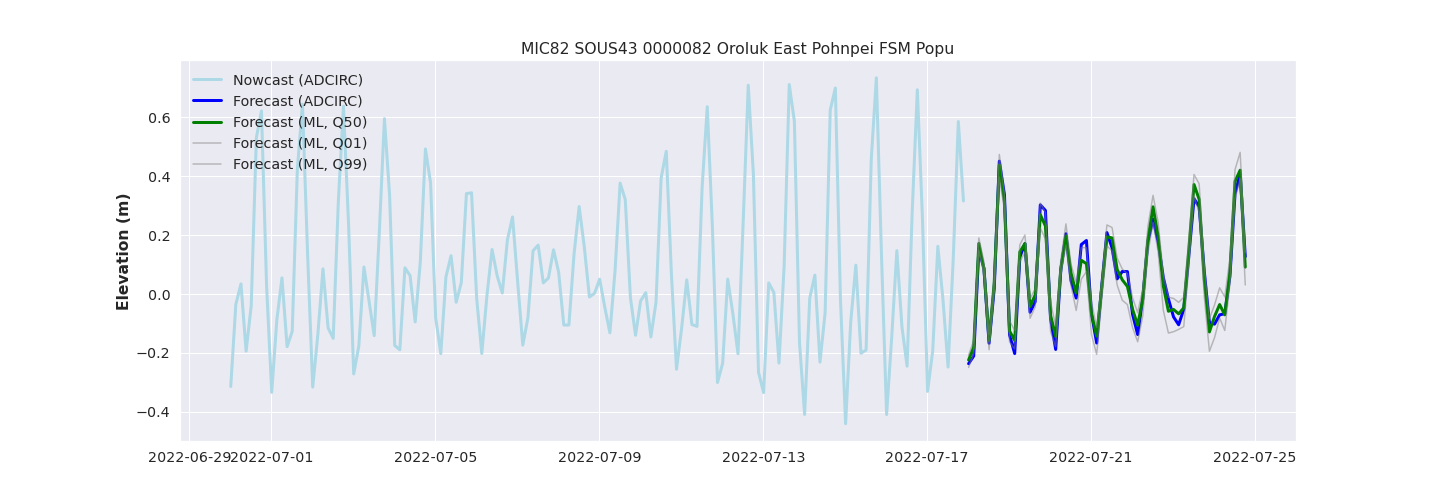 MIC82 SOUS43 0000082 Oroluk East Pohnpei FSM Popu
Nowcast (ADCIRC)
Forecast (ADCIRC)
Forecast (ML, Q50)
Forecast (ML, Q01)
Forecast (ML, Q99)
Elevation (m)
0.6
0.4
0.2
0.0
−0.2
−0.4
2022-06-29 2022-07-01 2022-07-05 2022-07-09 2022-07-13 2022-07-17 2022-07-21 2022-07-25